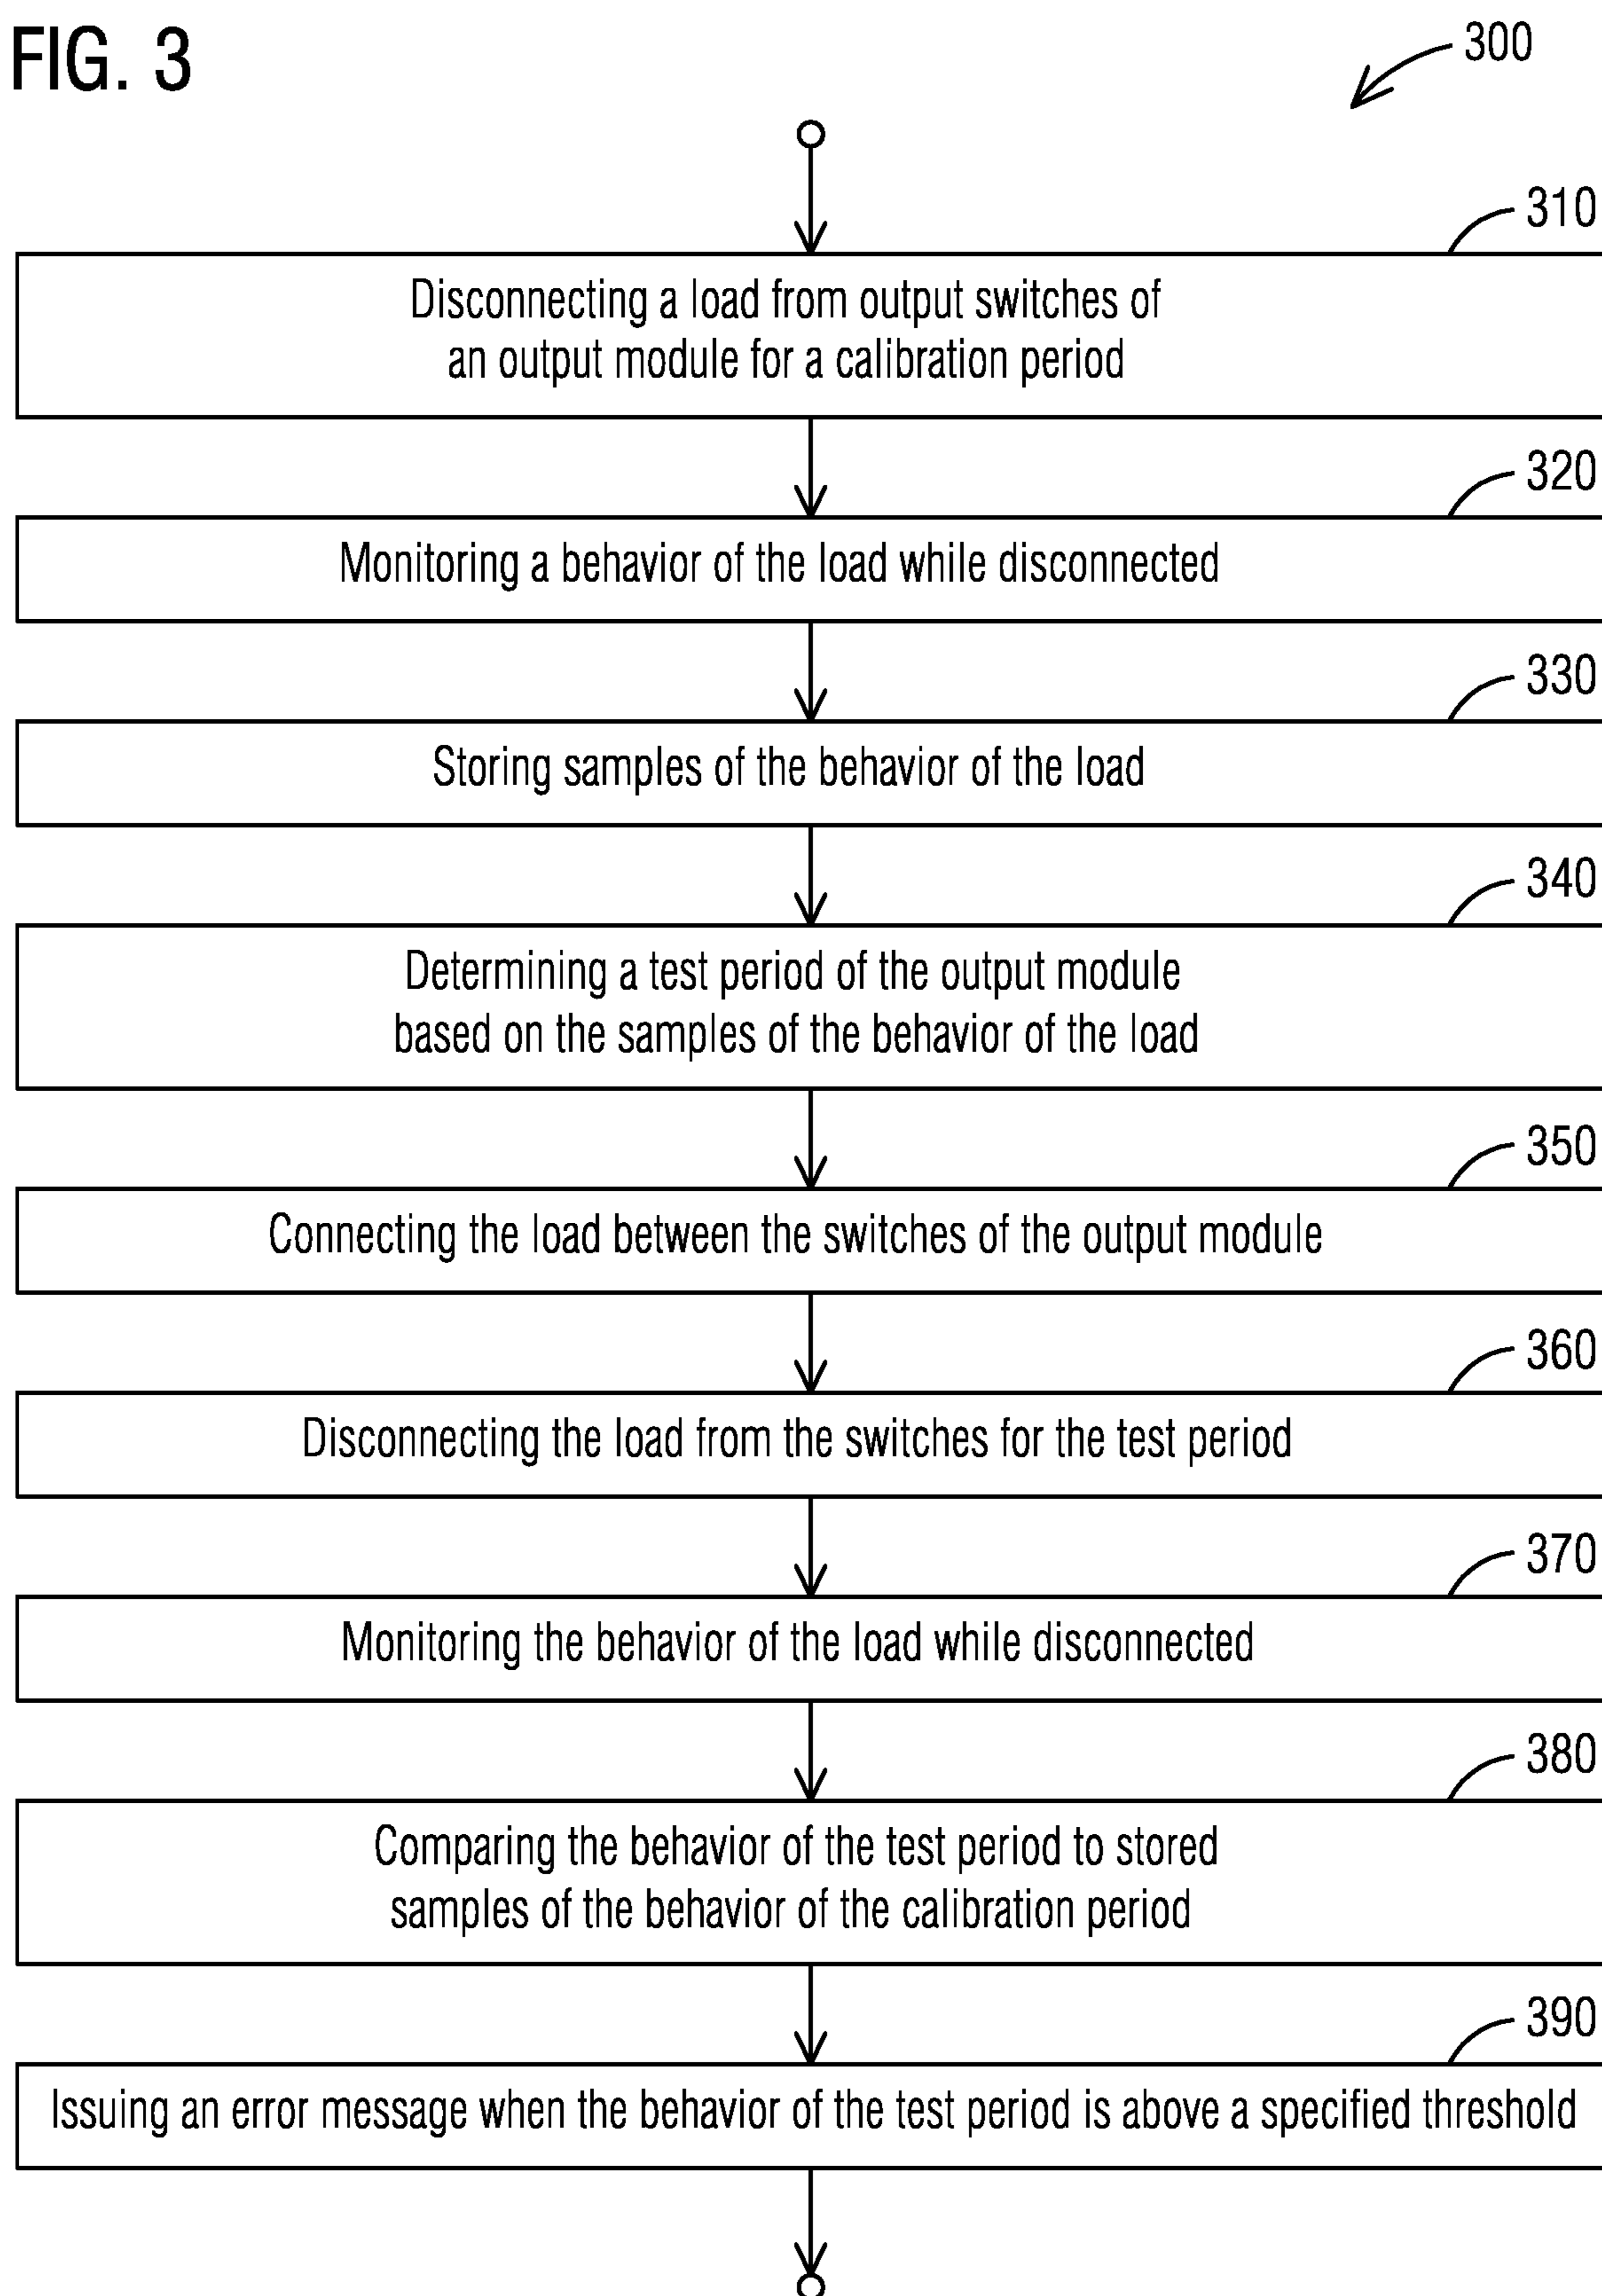 FIG. 3
300
310
Disconnecting a load from output switches of
an output module for a calibration period
320
Monitoring a behavior of the load while disconnected
330
Storing samples of the behavior of the load
340
Determining a test period of the output module
based on the samples of the behavior of the load
350
Connecting the load between the switches of the output module
360
Disconnecting the load from the switches for the test period
370
Monitoring the behavior of the load while disconnected
380
Comparing the behavior of the test period to stored
samples of the behavior of the calibration period
390
Issuing an error message when the behavior of the test period is above a specified threshold